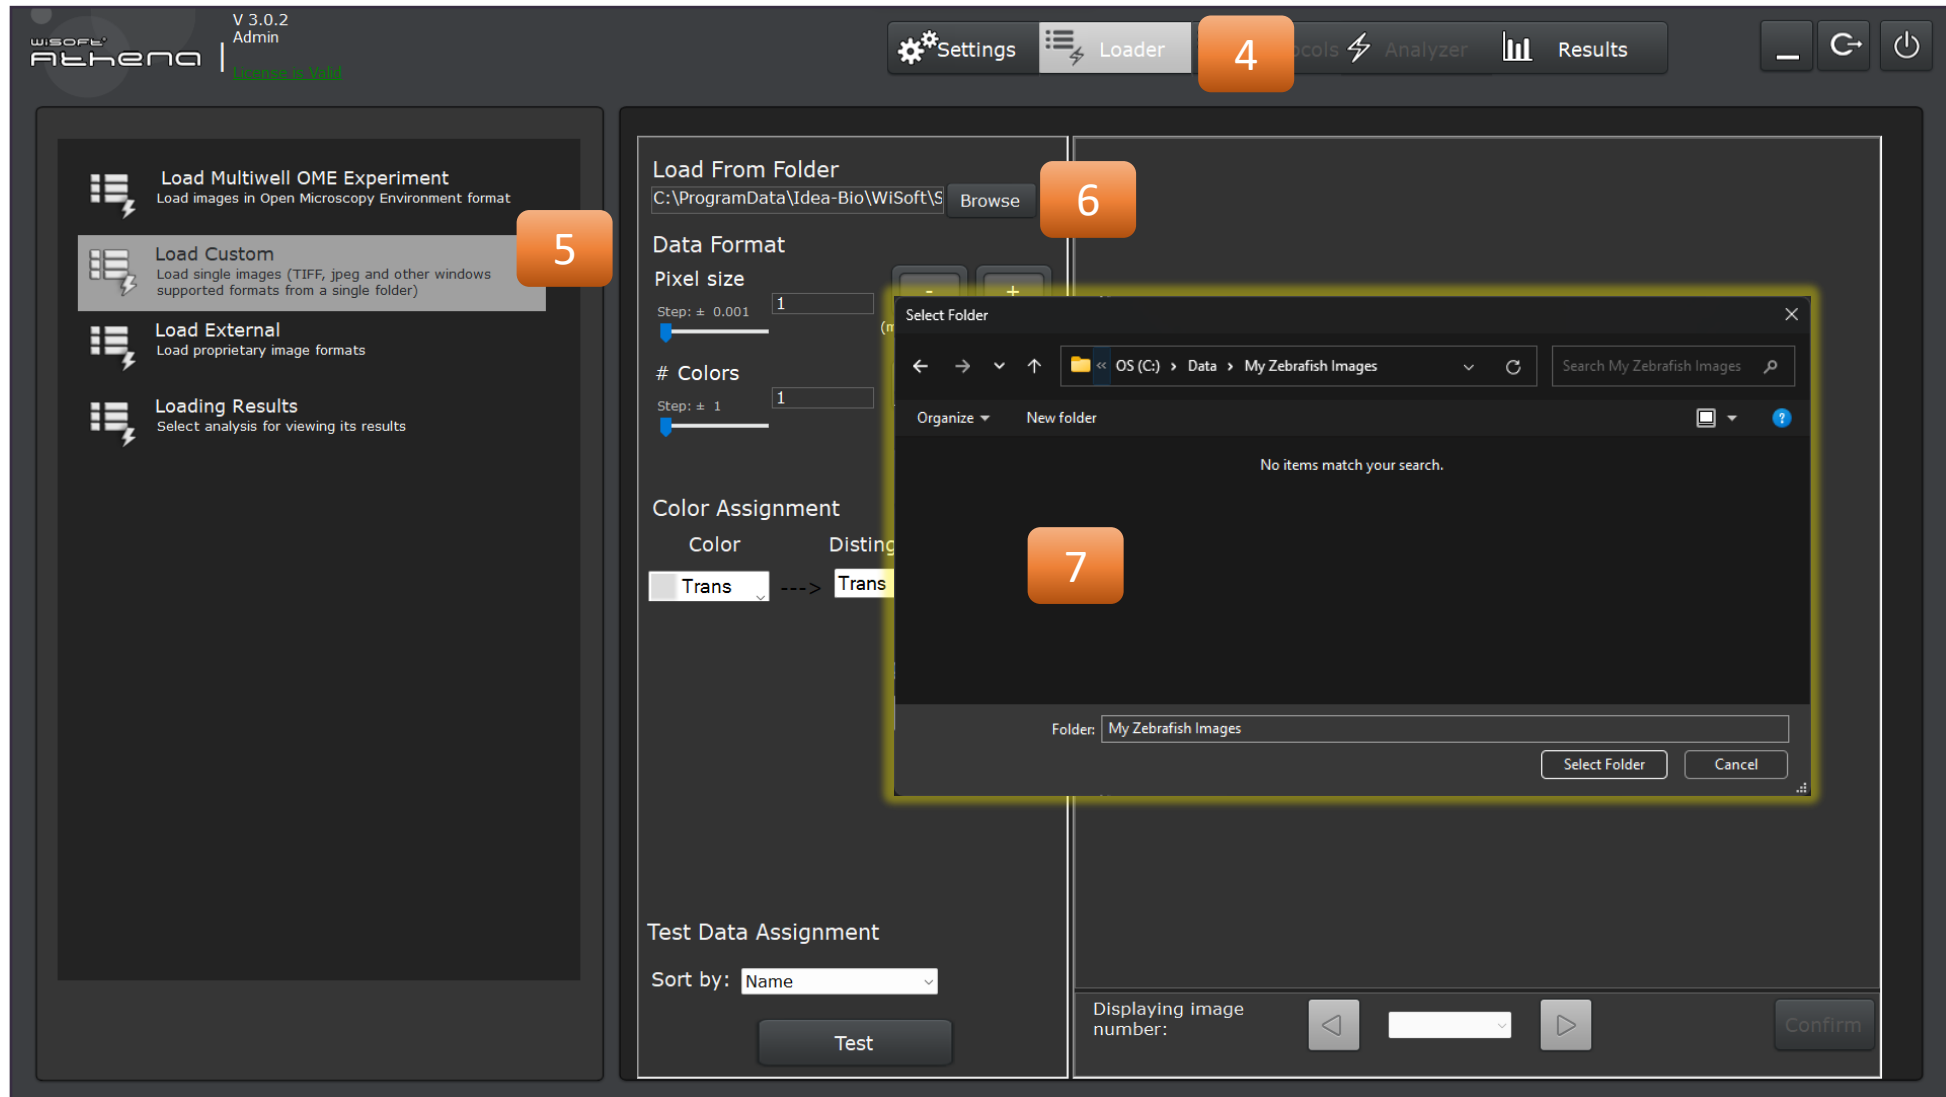 V 3.0.2
Admin
WISOFT
Athena
License is Valid
Settings
Loader
4
ocols
Analyzer
Results
Load Multiwell OME Experiment
Load images in Open Microscopy Environment format
5
Load Custom
Load single images (TIFF, jpeg and other windows
supported formats from a single folder)
Load External
Load proprietary image formats
Loading Results
Select analysis for viewing its results
Load From Folder
C:\ProgramData\Idea-Bio\WiSoft\S
Browse
6
Data Format
Pixel size
- +
Step: ± 0.001
1
(m
# Colors
Step: ± 1
1
Color Assignment
Color
Disting
Trans
--->
Trans
Select Folder
« OS (C:) › Data › My Zebrafish Images
Search My Zebrafish Images
Organize
New folder
?
No items match your search.
7
Folder:
My Zebrafish Images
Select Folder
Cancel
Test Data Assignment
Sort by:
Name
Test
Displaying image
number:
Confirm